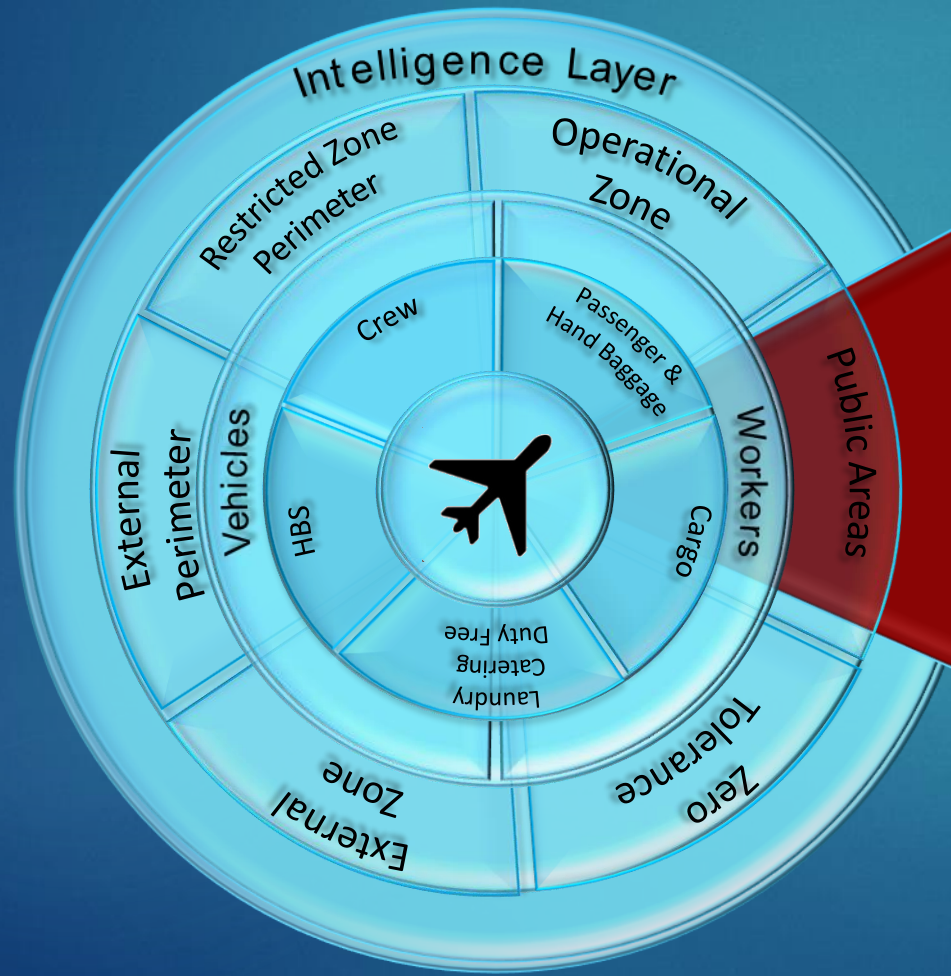 Intelligence Layer
Restricted Zone
Perimeter
Operational
Zone
Crew
Passenger &
Hand Baggage
Public Areas
Workers
Vehicles
External
Perimeter
HBS
Cargo
Duty Free
Catering
Laundry
Zero
Tolerance
External
Zone